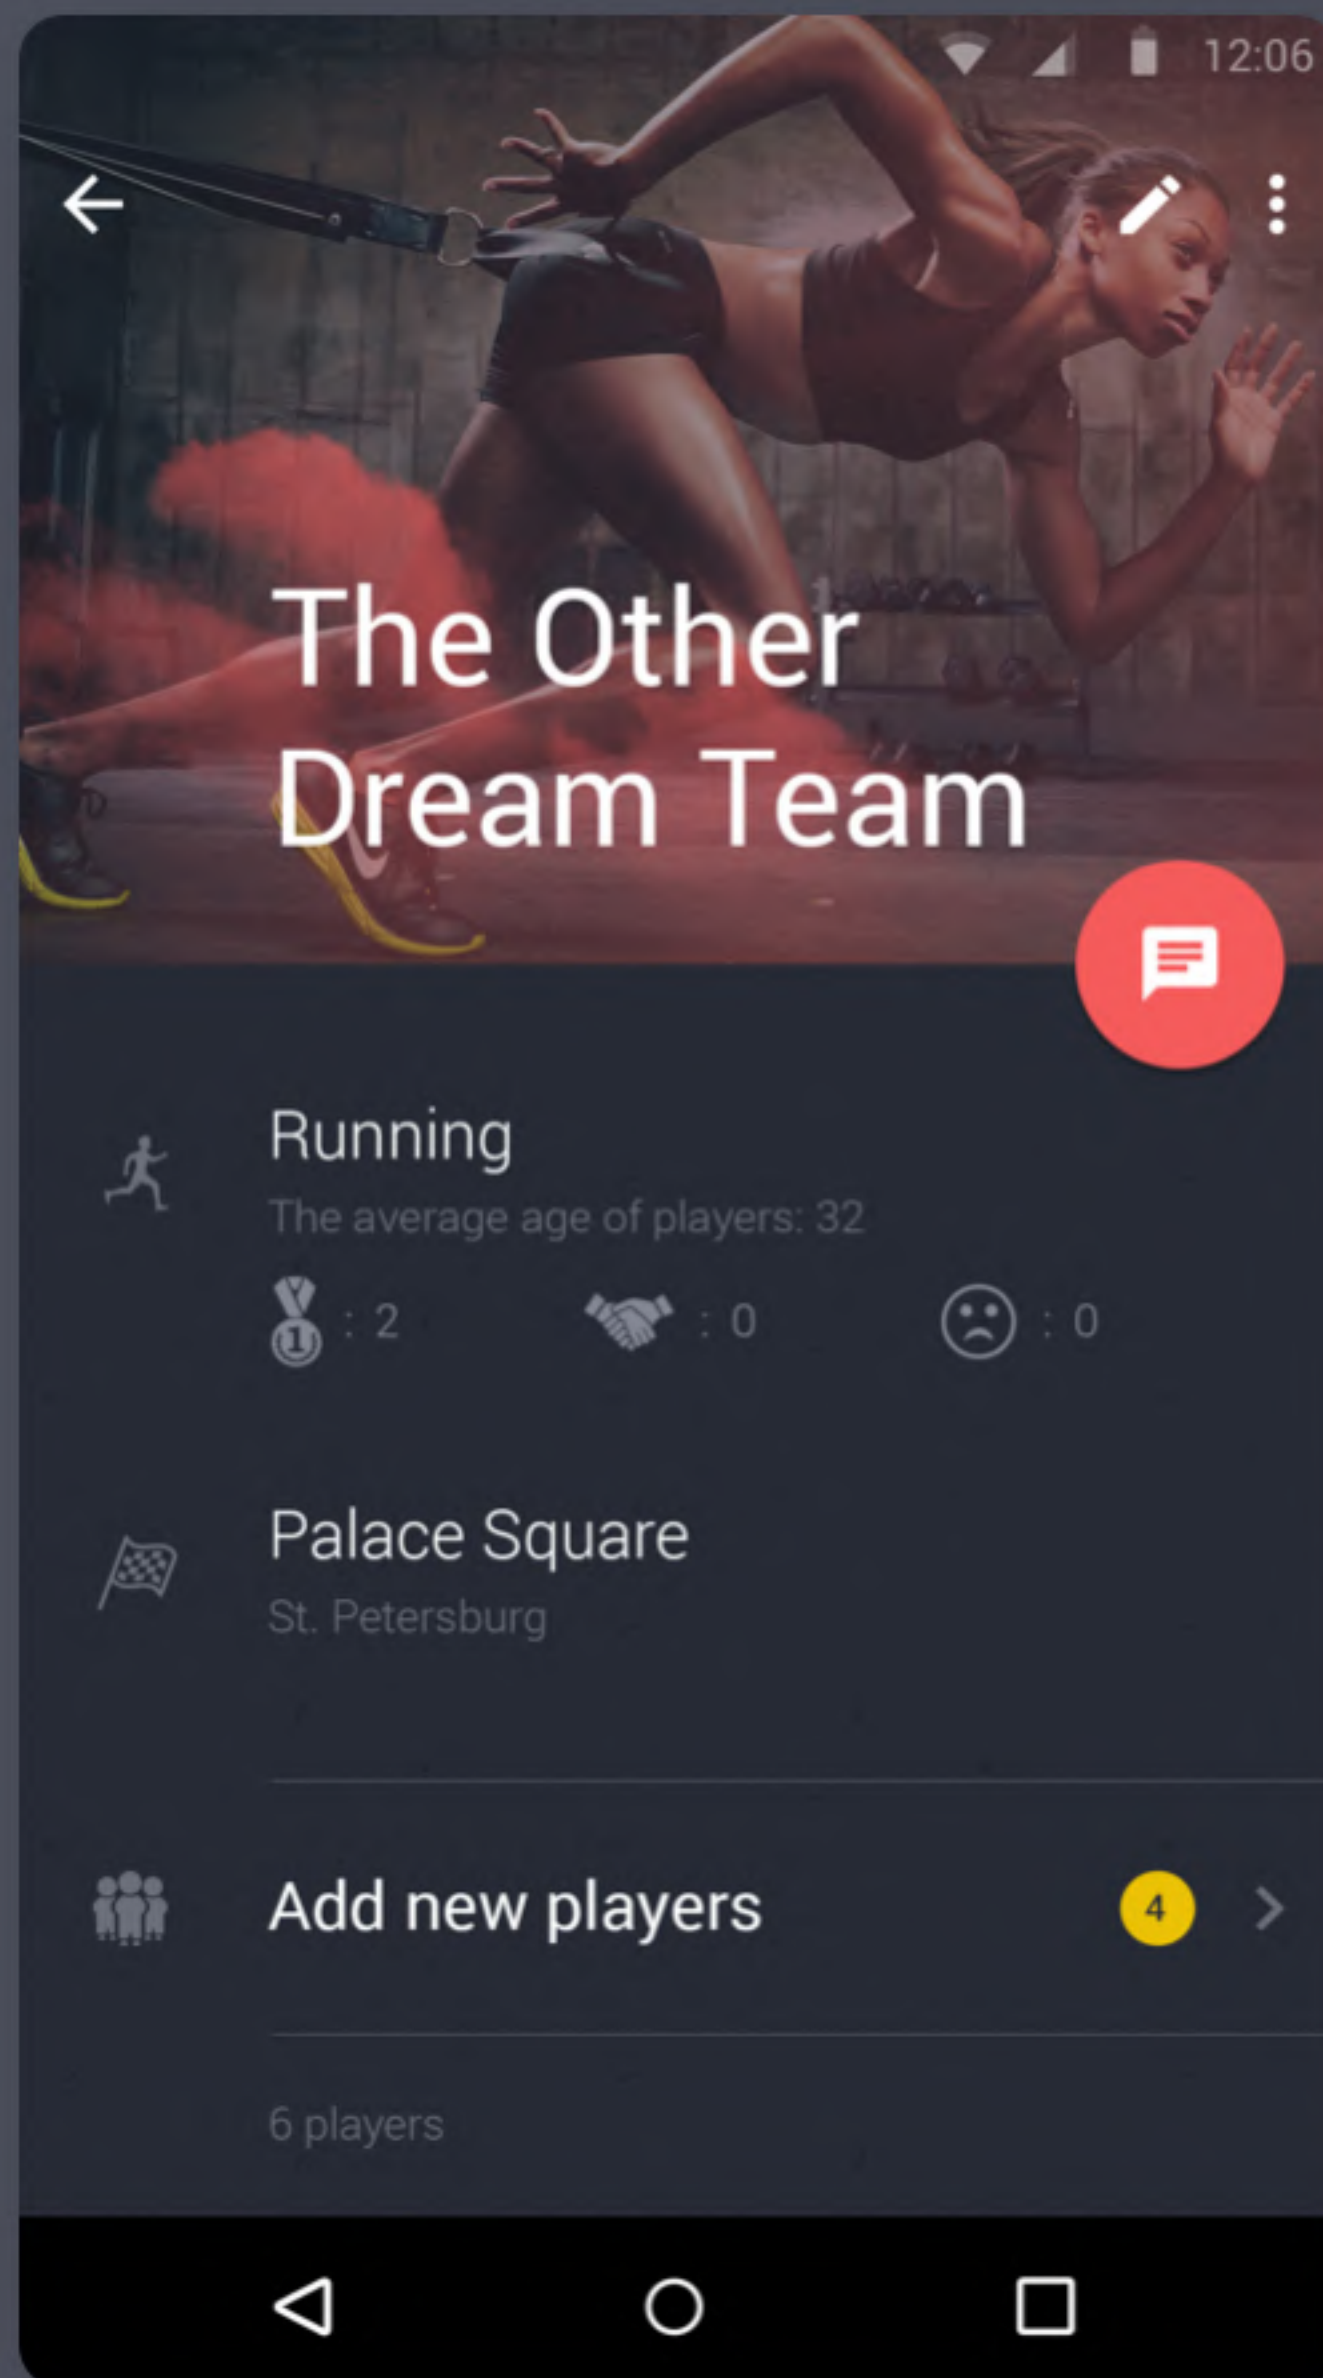 12:06
The Other
Dream Team
Running
The average age of players: 32
1 : 2 : 0 : 0
Palace Square
St. Petersburg
Add new players 4
6 players